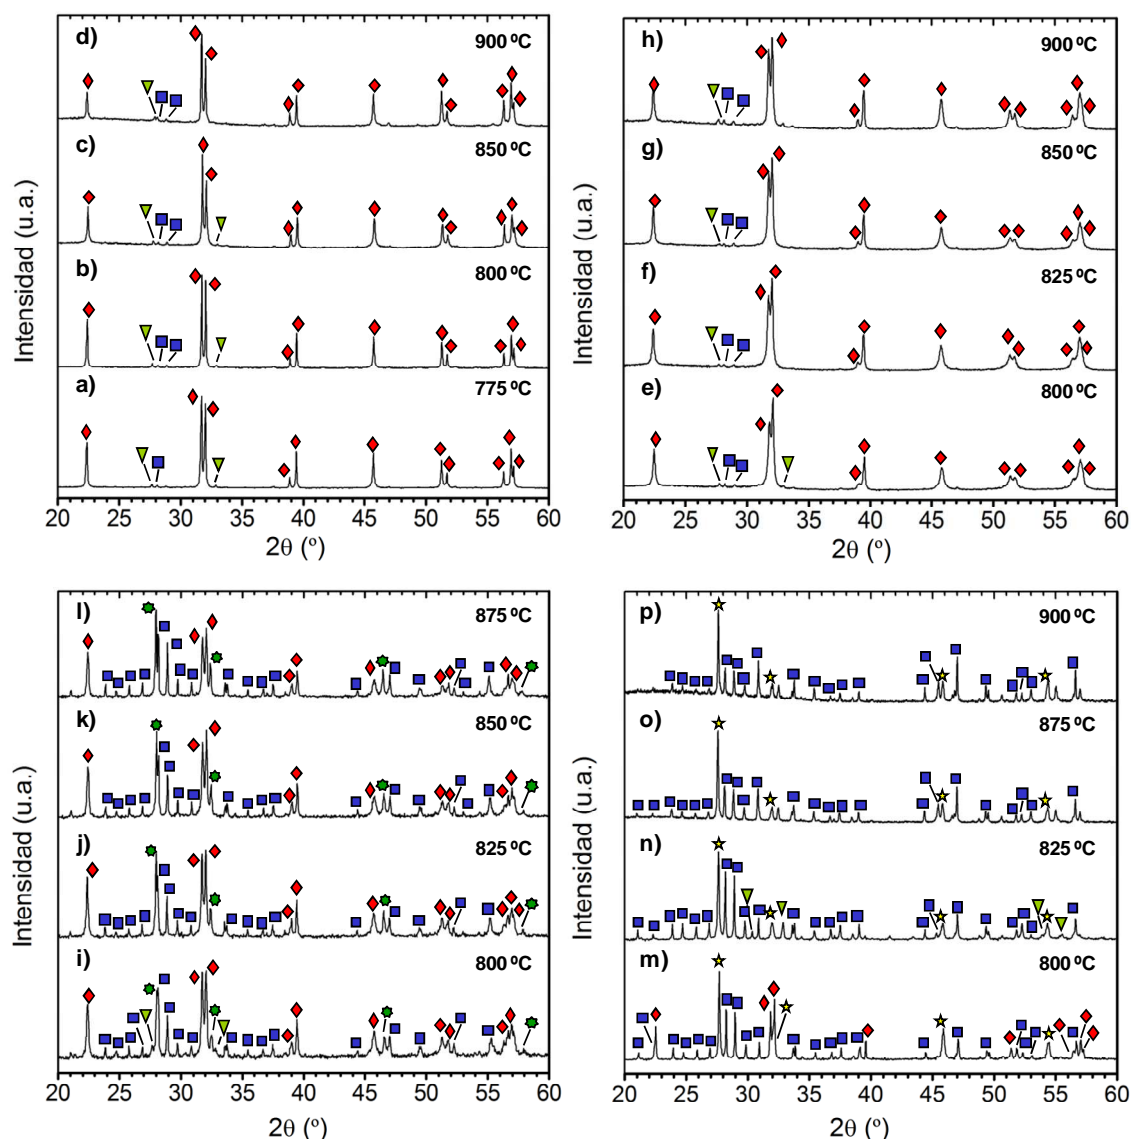 d)
900 ºC
c)
850 ºC
b)
800 ºC
a)
775 ºC
Intensidad (u.a.)
20 25 30 35 40 45 50 55 60
2θ (º)
h)
900 ºC
g)
850 ºC
f)
825 ºC
e)
800 ºC
Intensidad (u.a.)
20 25 30 35 40 45 50 55 60
2θ (º)
l)
875 ºC
k)
850 ºC
j)
825 ºC
i)
800 ºC
Intensidad (u.a.)
20 25 30 35 40 45 50 55 60
2θ (º)
p)
900 ºC
o)
875 ºC
n)
825 ºC
m)
800 ºC
Intensidad (u.a.)
20 25 30 35 40 45 50 55 60
2θ (º)